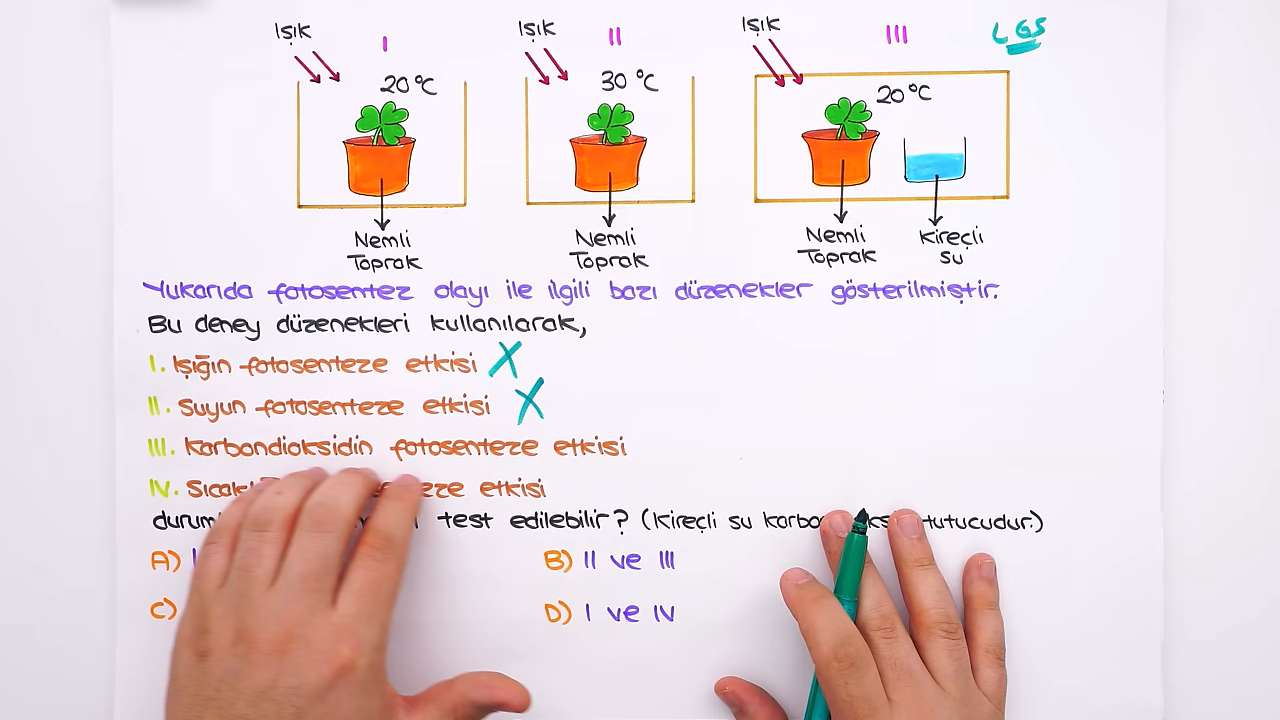 Işık I Işık II Işık III LGS
20 °C 30 °C 20 °C
Nemli Toprak
Nemli Toprak
Nemli Toprak
Kireçli su
Yukarıda fotosentez olayı ile ilgili bazı düzenekler gösterilmiştir.
Bu deney düzenekleri kullanılarak,
I. Işığın fotosenteze etkisi X
II. Suyun fotosenteze etkisi X
III. Karbondioksidin fotosenteze etkisi
IV. etkisi
test edilebilir? (Kireçli su tutucudur.)
A) B) II ve III
C) D) I ve IV